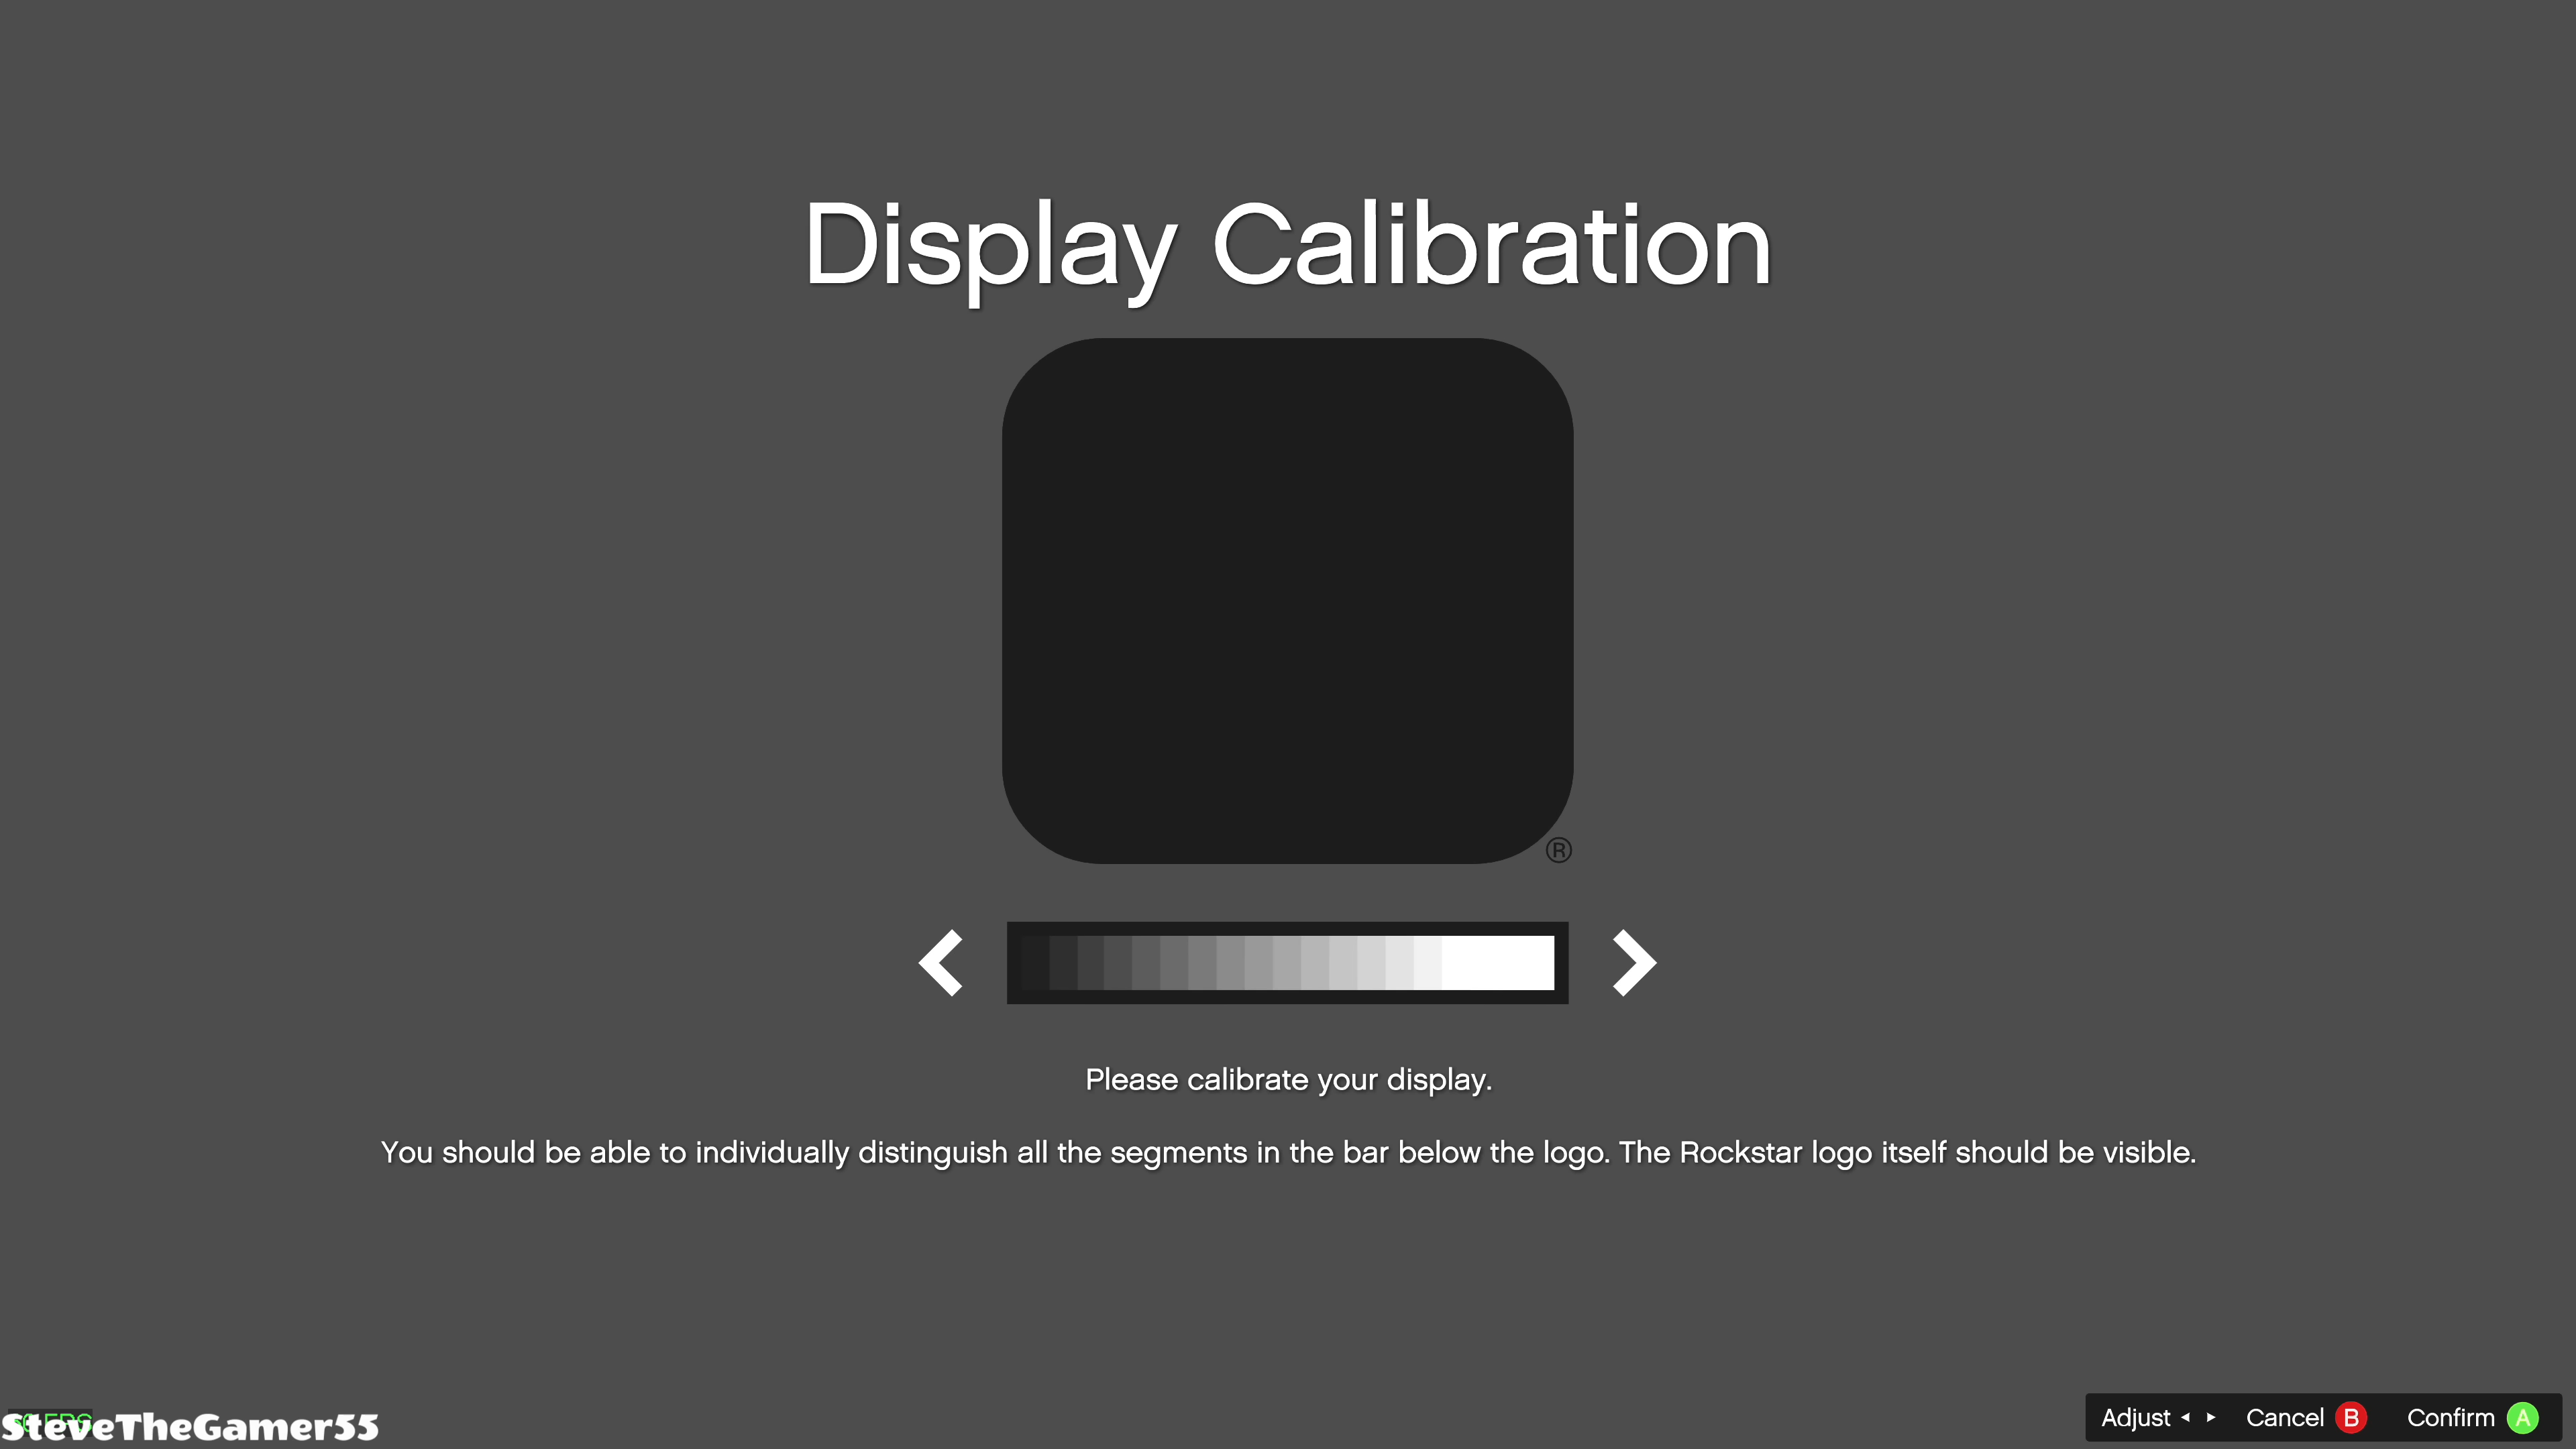 Display Calibration
®
Please calibrate your display.
You should be able to individually distinguish all the segments in the bar below the logo. The Rockstar logo itself should be visible.
SteveTheGamer55
Adjust Cancel B Confirm A